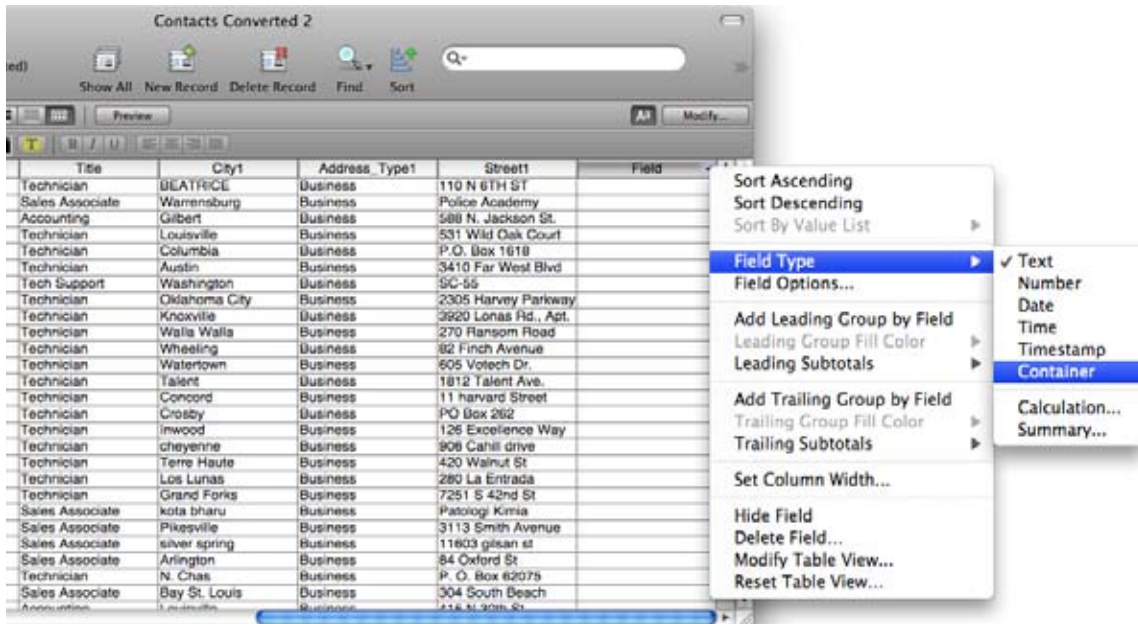 Contacts Converted 2
ted)
Show All New Record Delete Record Find Sort
Preview Aa Modify...
T B I U
Title City1 Address_Type1 Street1 Field
Technician BEATRICE Business 110 N 6TH ST
Sales Associate Warrensburg Business Police Academy
Accounting Gilbert Business 588 N. Jackson St.
Technician Louisville Business 531 Wild Oak Court
Technician Columbia Business P.O. Box 1618
Technician Austin Business 3410 Far West Blvd
Tech Support Washington Business SC-55
Technician Oklahoma City Business 2305 Harvey Parkway
Technician Knoxville Business 3920 Lonas Rd., Apt.
Technician Walla Walla Business 270 Ransom Road
Technician Wheeling Business 82 Finch Avenue
Technician Watertown Business 605 Votech Dr.
Technician Talent Business 1812 Talent Ave.
Technician Concord Business 11 harvard Street
Technician Crosby Business PO Box 262
Technician Inwood Business 126 Excellence Way
Technician cheyenne Business 906 Cahill drive
Technician Terre Haute Business 420 Walnut St
Technician Los Lunas Business 280 La Entrada
Technician Grand Forks Business 7251 S 42nd St
Sales Associate kota bharu Business Patologi Kimia
Sales Associate Pikesville Business 3113 Smith Avenue
Sales Associate silver spring Business 11603 gilsan st
Sales Associate Arlington Business 84 Oxford St
Technician N. Chas Business P. O. Box 62075
Sales Associate Bay St. Louis Business 304 South Beach
Accounting Louisville Business
Sort Ascending
Sort Descending
Sort By Value List
Field Type
Field Options...
Add Leading Group by Field
Leading Group Fill Color
Leading Subtotals
Add Trailing Group by Field
Trailing Group Fill Color
Trailing Subtotals
Set Column Width...
Hide Field
Delete Field...
Modify Table View...
Reset Table View...
✓ Text
Number
Date
Time
Timestamp
Container
Calculation...
Summary...